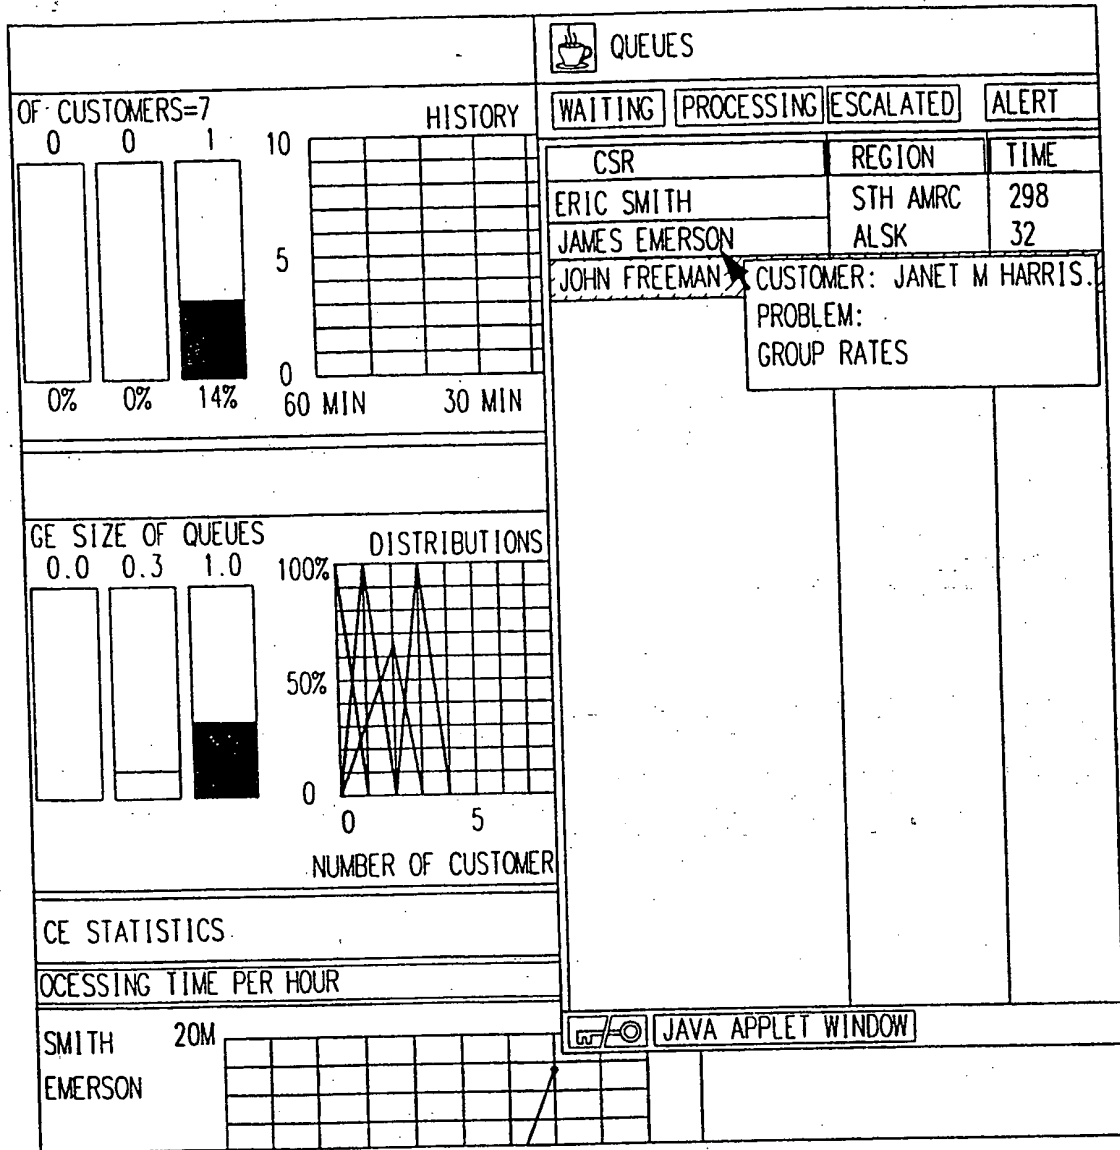 QUEUES
OF CUSTOMERS=7
HISTORY
0 0 1
10
5
0
0% 0% 14%
60 MIN 30 MIN
WAITING PROCESSING ESCALATED ALERT
CSR REGION TIME
ERIC SMITH STH AMRC 298
JAMES EMERSON ALSK 32
JOHN FREEMAN
CUSTOMER: JANET M HARRIS.
PROBLEM:
GROUP RATES
GE SIZE OF QUEUES
DISTRIBUTIONS
0.0 0.3 1.0
100%
50%
0
0 5
NUMBER OF CUSTOMER
CE STATISTICS
OCESSING TIME PER HOUR
SMITH 20M
EMERSON
JAVA APPLET WINDOW